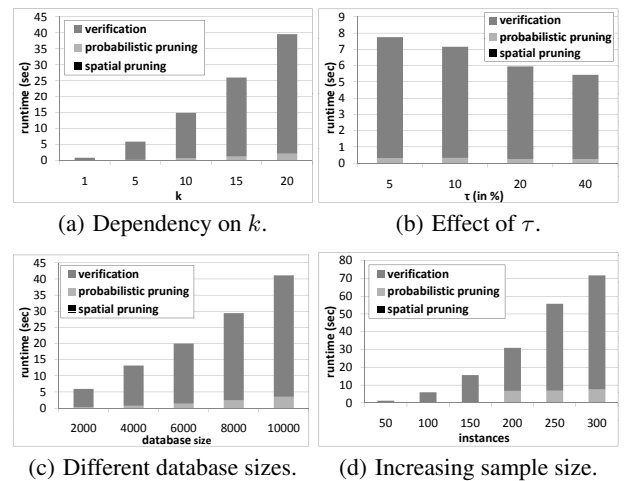 45
40
35
30
25
20
15
10
5
0
runtime (sec)
verification
probabilistic pruning
spatial pruning
1 5 10 15 20
k
(a) Dependency on k.
9
8
7
6
5
4
3
2
1
0
runtime (sec)
verification
probabilistic pruning
spatial pruning
5 10 20 40
τ (in %)
(b) Effect of τ.
45
40
35
30
25
20
15
10
5
0
runtime (sec)
verification
probabilistic pruning
spatial pruning
2000 4000 6000 8000 10000
database size
(c) Different database sizes.
80
70
60
50
40
30
20
10
0
runtime (sec)
verification
probabilistic pruning
spatial pruning
50 100 150 200 250 300
instances
(d) Increasing sample size.